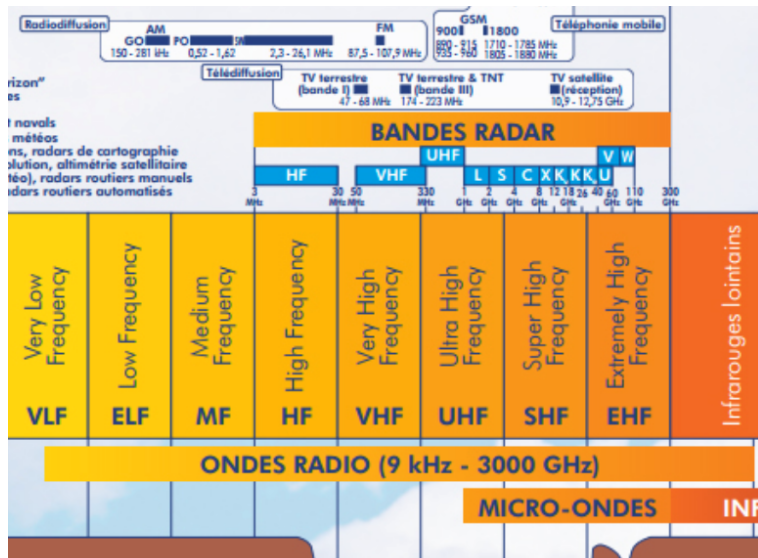 Radiodiffusion
AM
GO PO SW
150 - 281 kHz 0,52 - 1,62 2,3 - 26,1 MHz
FM
87,5 - 107,9 MHz
GSM
900 1800
890 - 915 1710 - 1785 MHz
935 - 960 1805 - 1880 MHz
Téléphonie mobile
Télédiffusion
TV terrestre
(bande I)
47 - 68 MHz
TV terrestre & TNT
(bande III)
174 - 223 MHz
TV satellite
(réception)
10,9 - 12,75 GHz
rizon"
es
t navals
météos
ons, radars de cartographie
olution, altimétrie satellitaire
téo), radars routiers manuels
adars routiers automatisés
BANDES RADAR
UHF V W
HF VHF L S C X K K K U
3 30 50 330 1 2 4 8 12 18 26 40 60 110 300
MHz MHz MHz MHz GHz GHz GHz GHz GHz GHz GHz GHz
Very Low
Frequency
Low Frequency
Medium
Frequency
High Frequency
Very High
Frequency
Ultra High
Frequency
Super High
Frequency
Extremely High
Frequency
Infrarouges lointains
VLF ELF MF HF VHF UHF SHF EHF
ONDES RADIO (9 kHz - 3000 GHz)
MICRO-ONDES INF